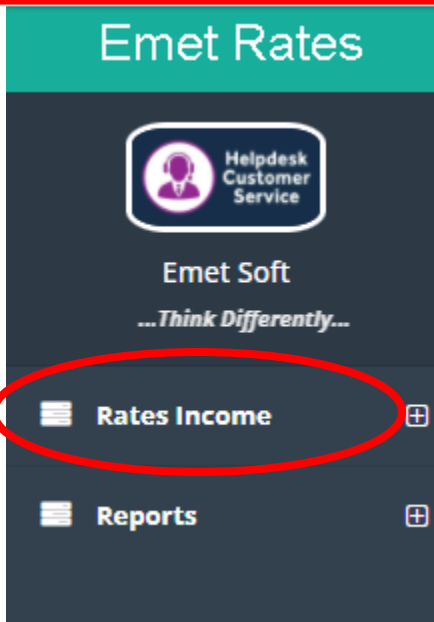 Emet Rates
Helpdesk
Customer
Service
Emet Soft
...Think Differently...
Rates Income
Reports